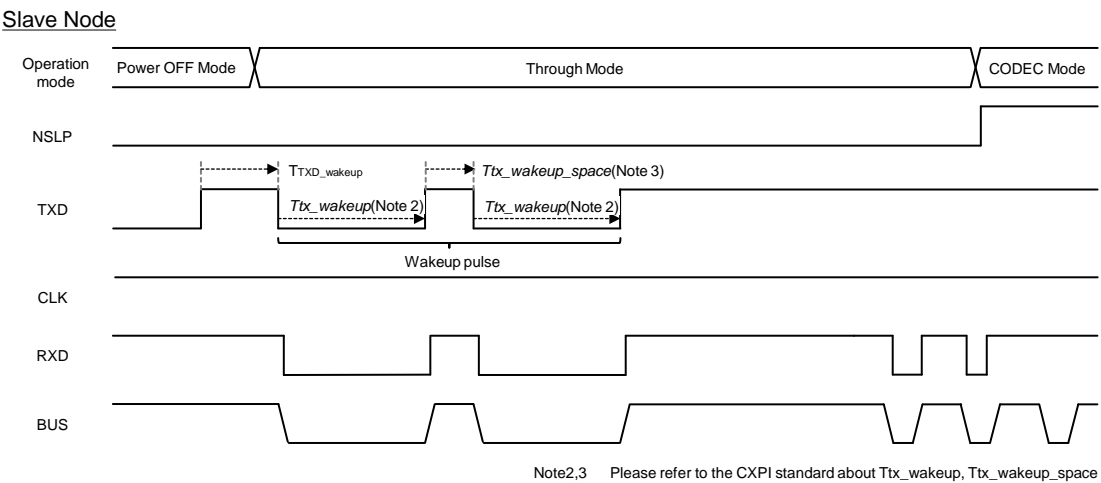 Slave Node
Operation mode
Power OFF Mode
Through Mode
CODEC Mode
NSLP
TTXD_wakeup
Ttx_wakeup_space(Note 3)
TXD
Ttx_wakeup(Note 2)
Ttx_wakeup(Note 2)
Wakeup pulse
CLK
RXD
BUS
Note2,3 Please refer to the CXPI standard about Ttx_wakeup, Ttx_wakeup_space